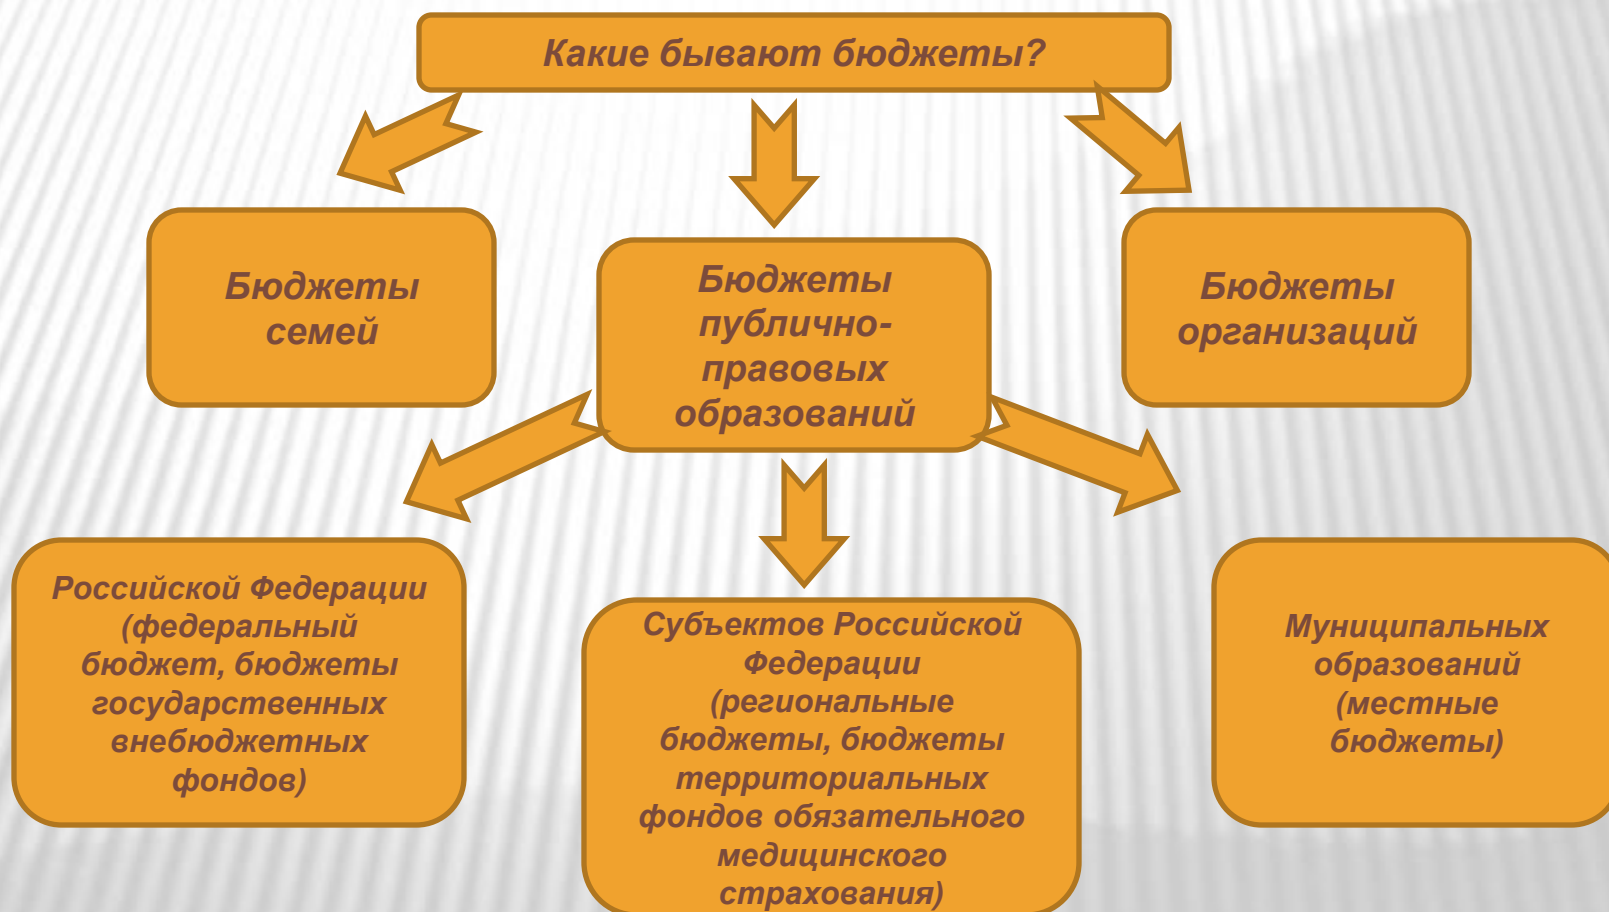 Какие бывают бюджеты?
Бюджеты
семей
Бюджеты
публично-
правовых
образований
Бюджеты
организаций
Российской Федерации
(федеральный
бюджет, бюджеты
государственных
внебюджетных
фондов)
Субъектов Российской
Федерации
(региональные
бюджеты, бюджеты
территориальных
фондов обязательного
медицинского
страхования)
Муниципальных
образований
(местные
бюджеты)